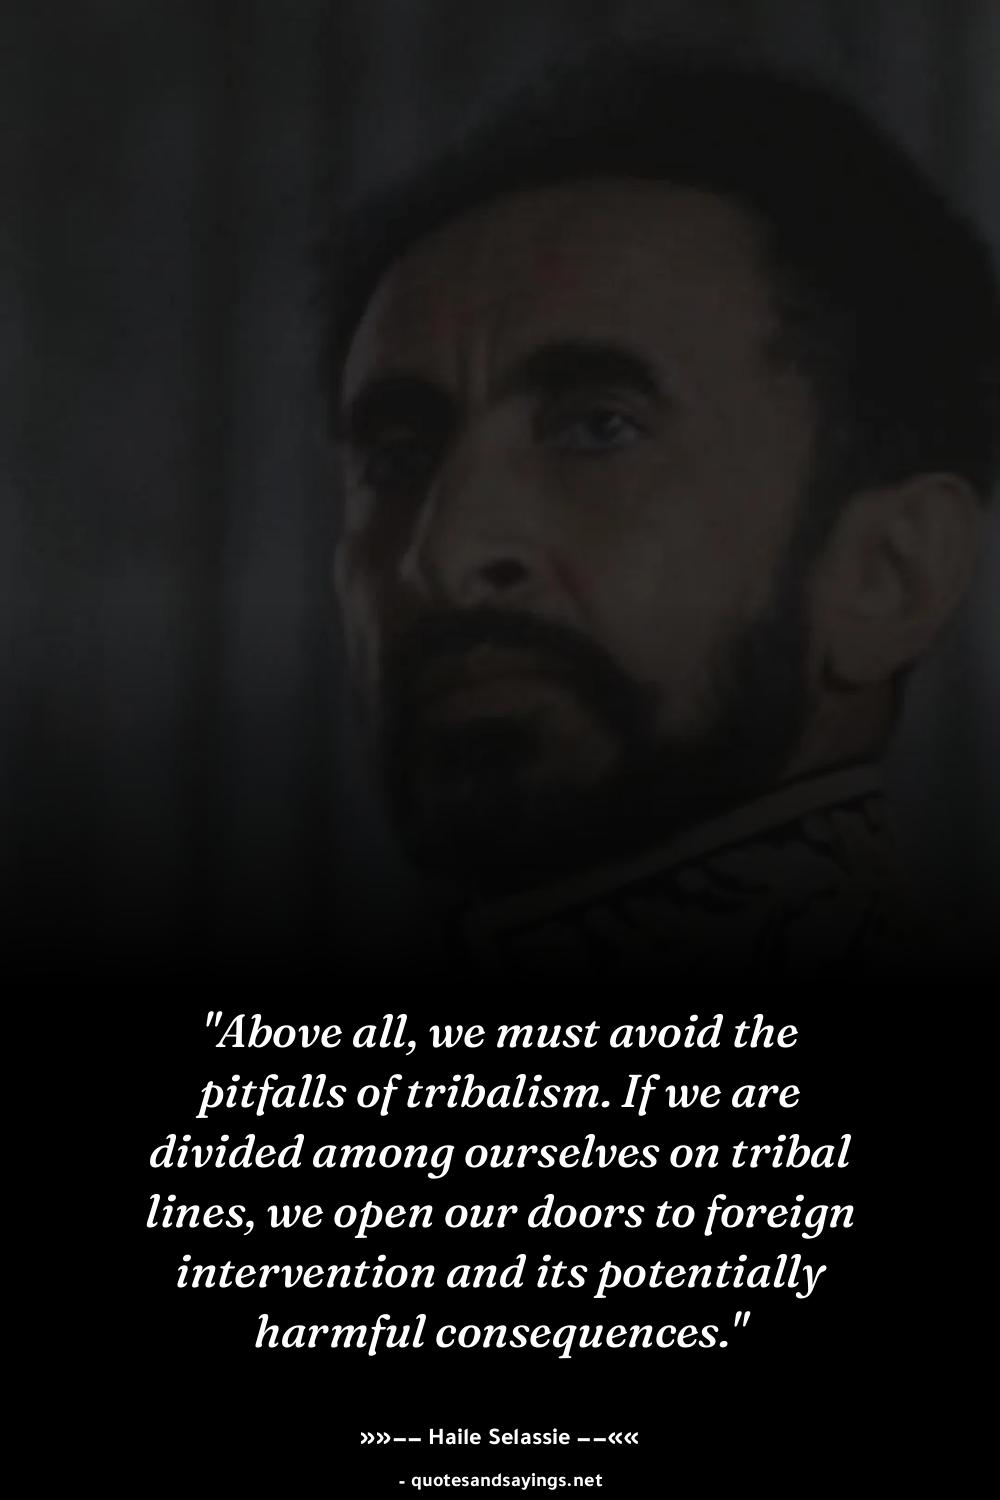 "Above all, we must avoid the
pitfalls of tribalism. If we are
divided among ourselves on tribal
lines, we open our doors to foreign
intervention and its potentially
harmful consequences."
»»–– Haile Selassie ––««
- quotesandsayings.net